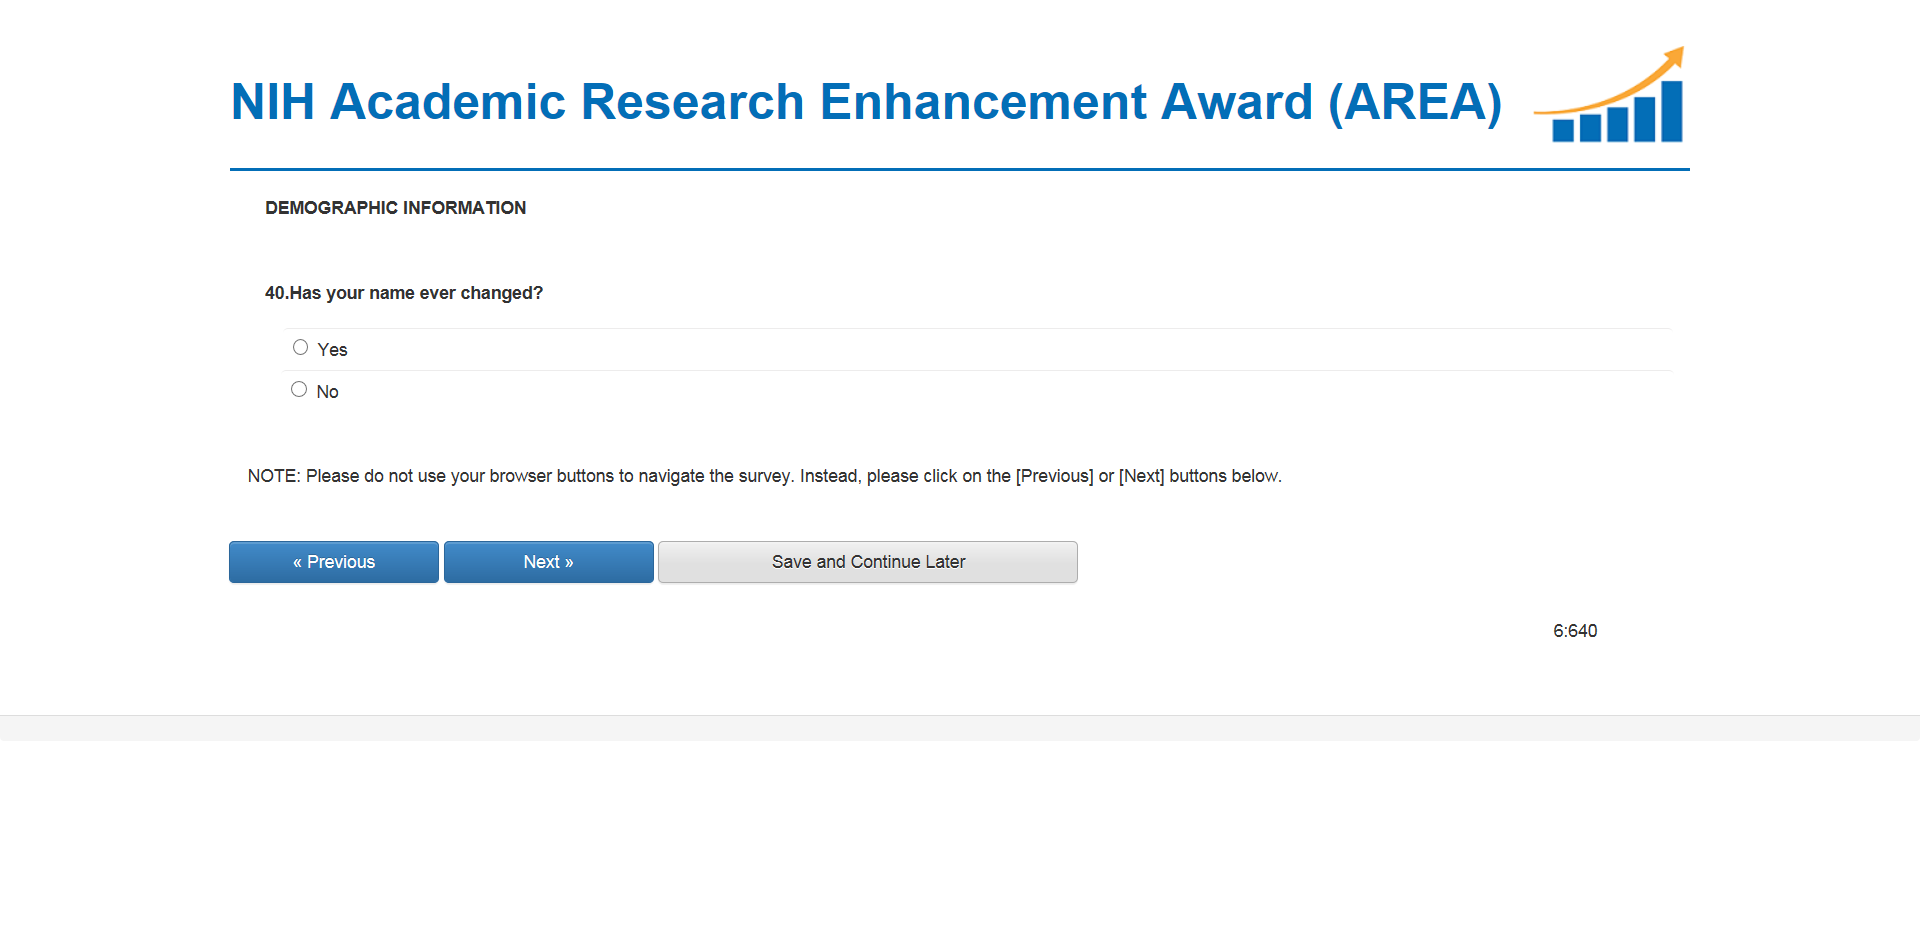 NIH Academic Research Enhancement Award (AREA)
DEMOGRAPHIC INFORMATION
40.Has your name ever changed?
Yes
No
NOTE: Please do not use your browser buttons to navigate the survey. Instead, please click on the [Previous] or [Next] buttons below.
« Previous
Next »
Save and Continue Later
6:640